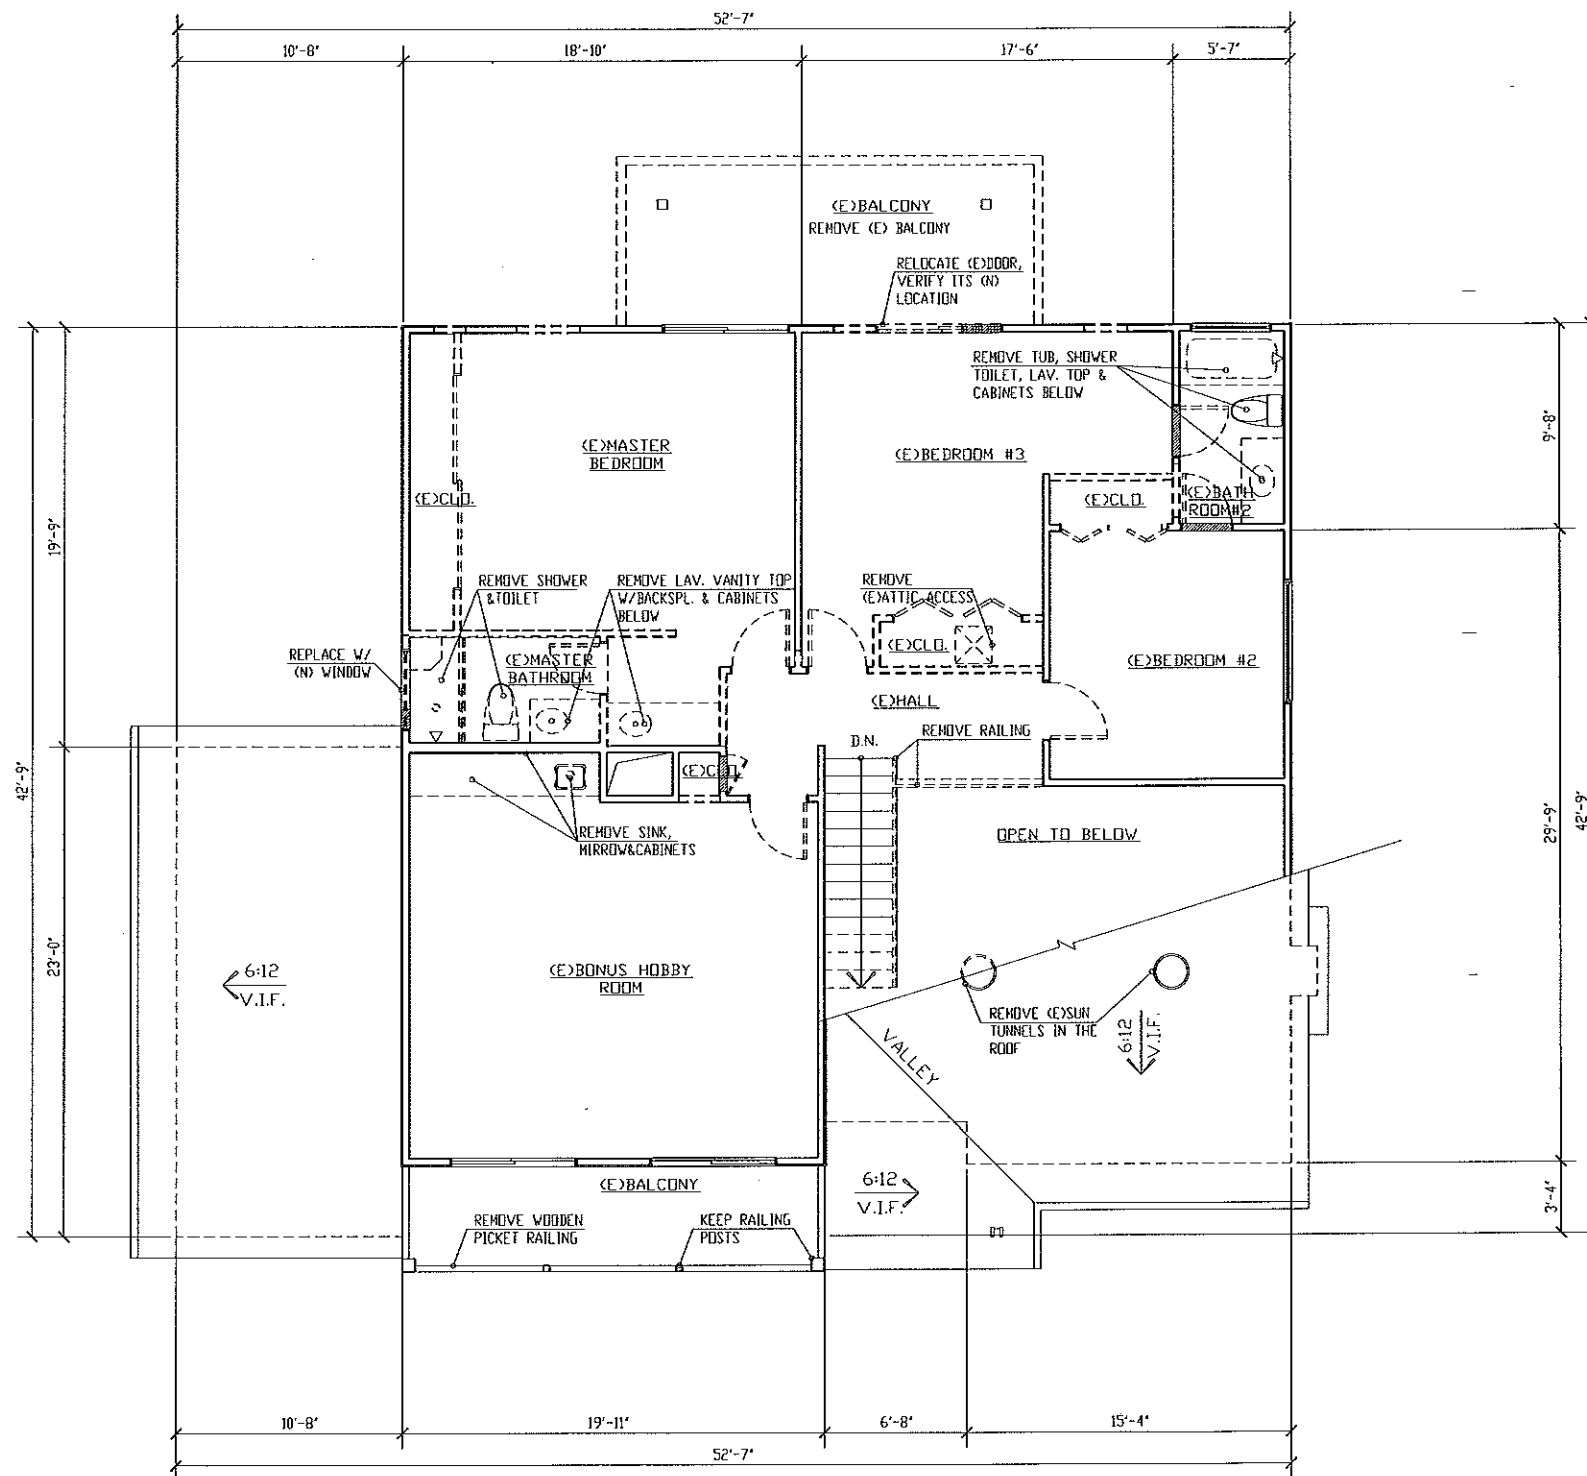 52'-7"
10'-8"
18'-10"
17'-6"
5'-7"
(E)BALCONY
REMOVE (E) BALCONY
RELOCATE (E)DOOR,
VERIFY ITS (N)
LOCATION
REMOVE TUB, SHOWER
TOILET, LAV. TOP &
CABINETS BELOW
(E)MASTER
BEDROOM
(E)BEDROOM #3
(E)CLO.
(E)CLO.
(E)BATH
ROOM#2
9'-8"
19'-9"
REMOVE SHOWER
&TOILET
REMOVE LAV. VANITY TOP
W/BACKSPL. & CABINETS
BELOW
REMOVE
(E)ATTIC ACCESS
(E)CLO.
REPLACE W/
(N) WINDOW
(E)MASTER
BATHROOM
(E)BEDROOM #2
(E)HALL
D.N.
REMOVE RAILING
(E)C
42'-9"
REMOVE SINK,
MIRROW&CABINETS
OPEN TO BELOW
29'-9"
42'-9"
23'-0"
6:12
V.I.F.
(E)BONUS HOBBY
ROOM
REMOVE (E)SUN
TUNNELS IN THE
ROOF
6:12
V.I.F.
VALLEY
(E)BALCONY
6:12
V.I.F.
3'-4"
REMOVE WOODEN
PICKET RAILING
KEEP RAILING
POSTS
10'-8"
19'-11"
6'-8"
15'-4"
52'-7"